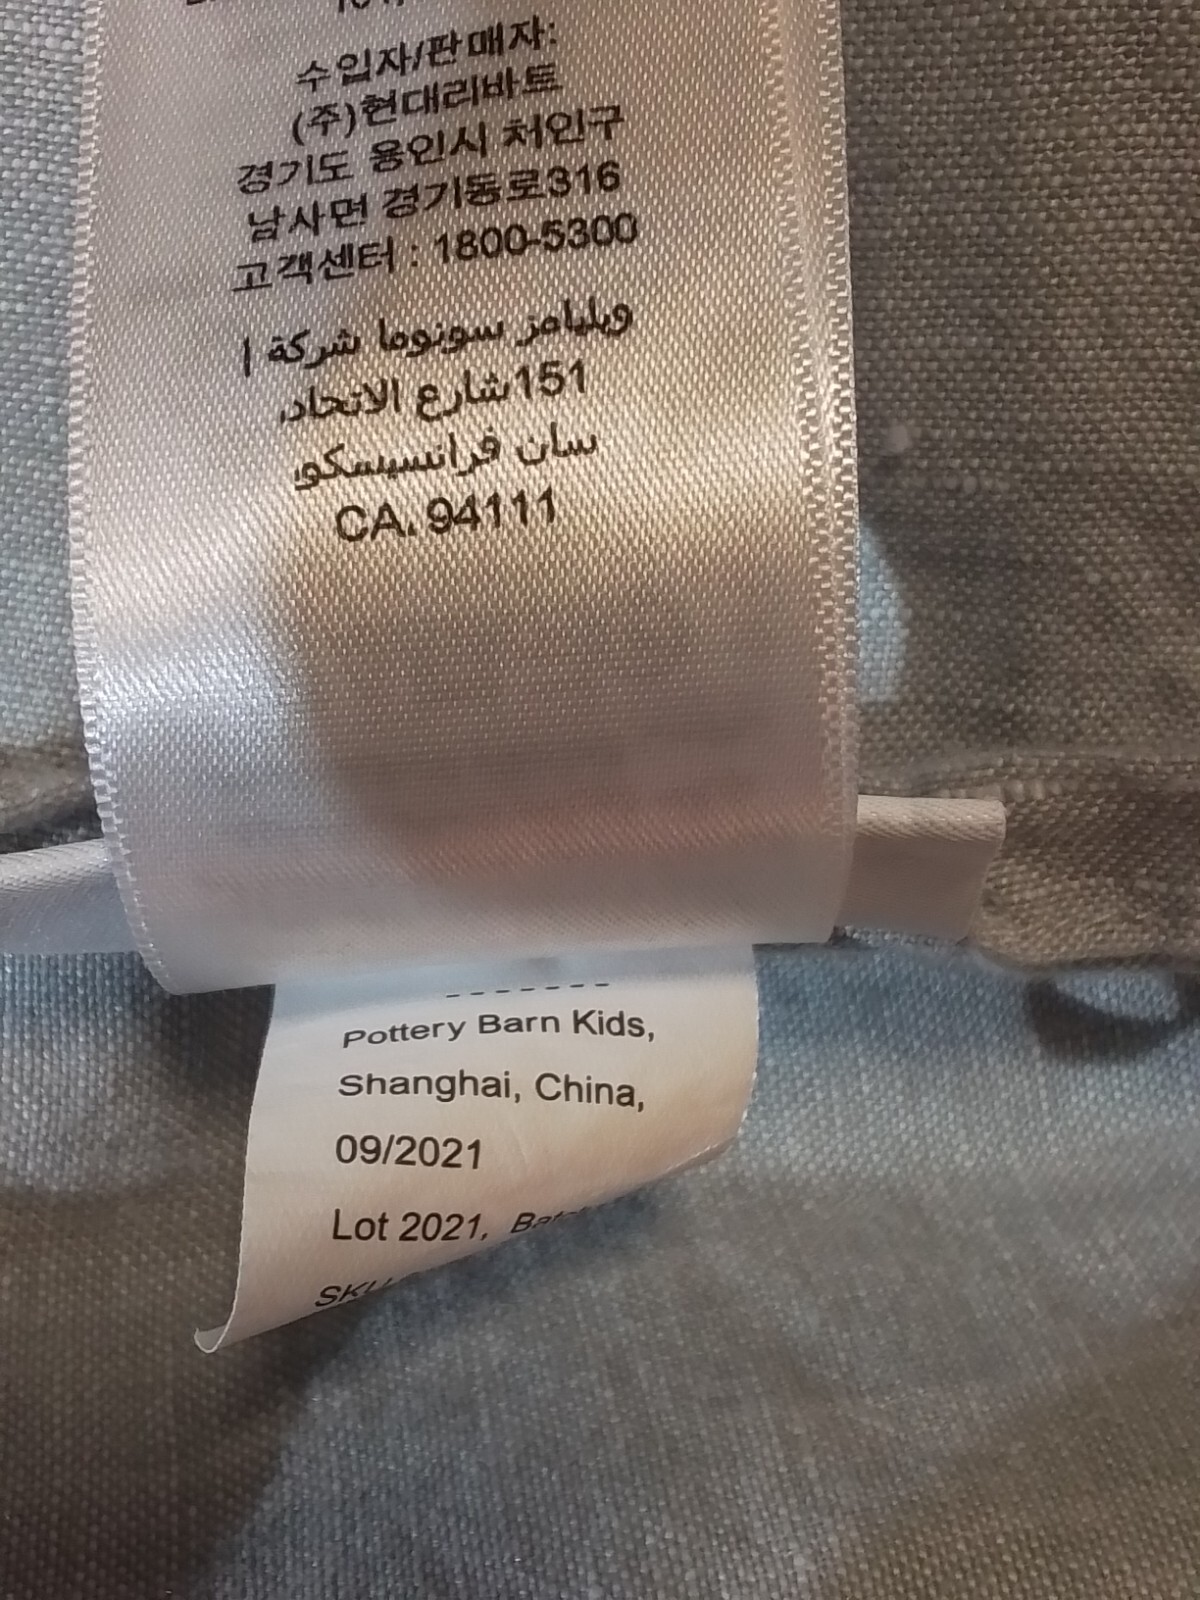 수입자/판매자:
(주)현대리바트
경기도 용인시 처인구
남사면 경기동로316
고객센터 : 1800-5300
ويليامز سونوما شركة |
151شارع الاتحاد,
سان فرانسيسكو,
CA. 94111
-------
Pottery Barn Kids,
Shanghai, China,
09/2021
Lot 2021,
SKU